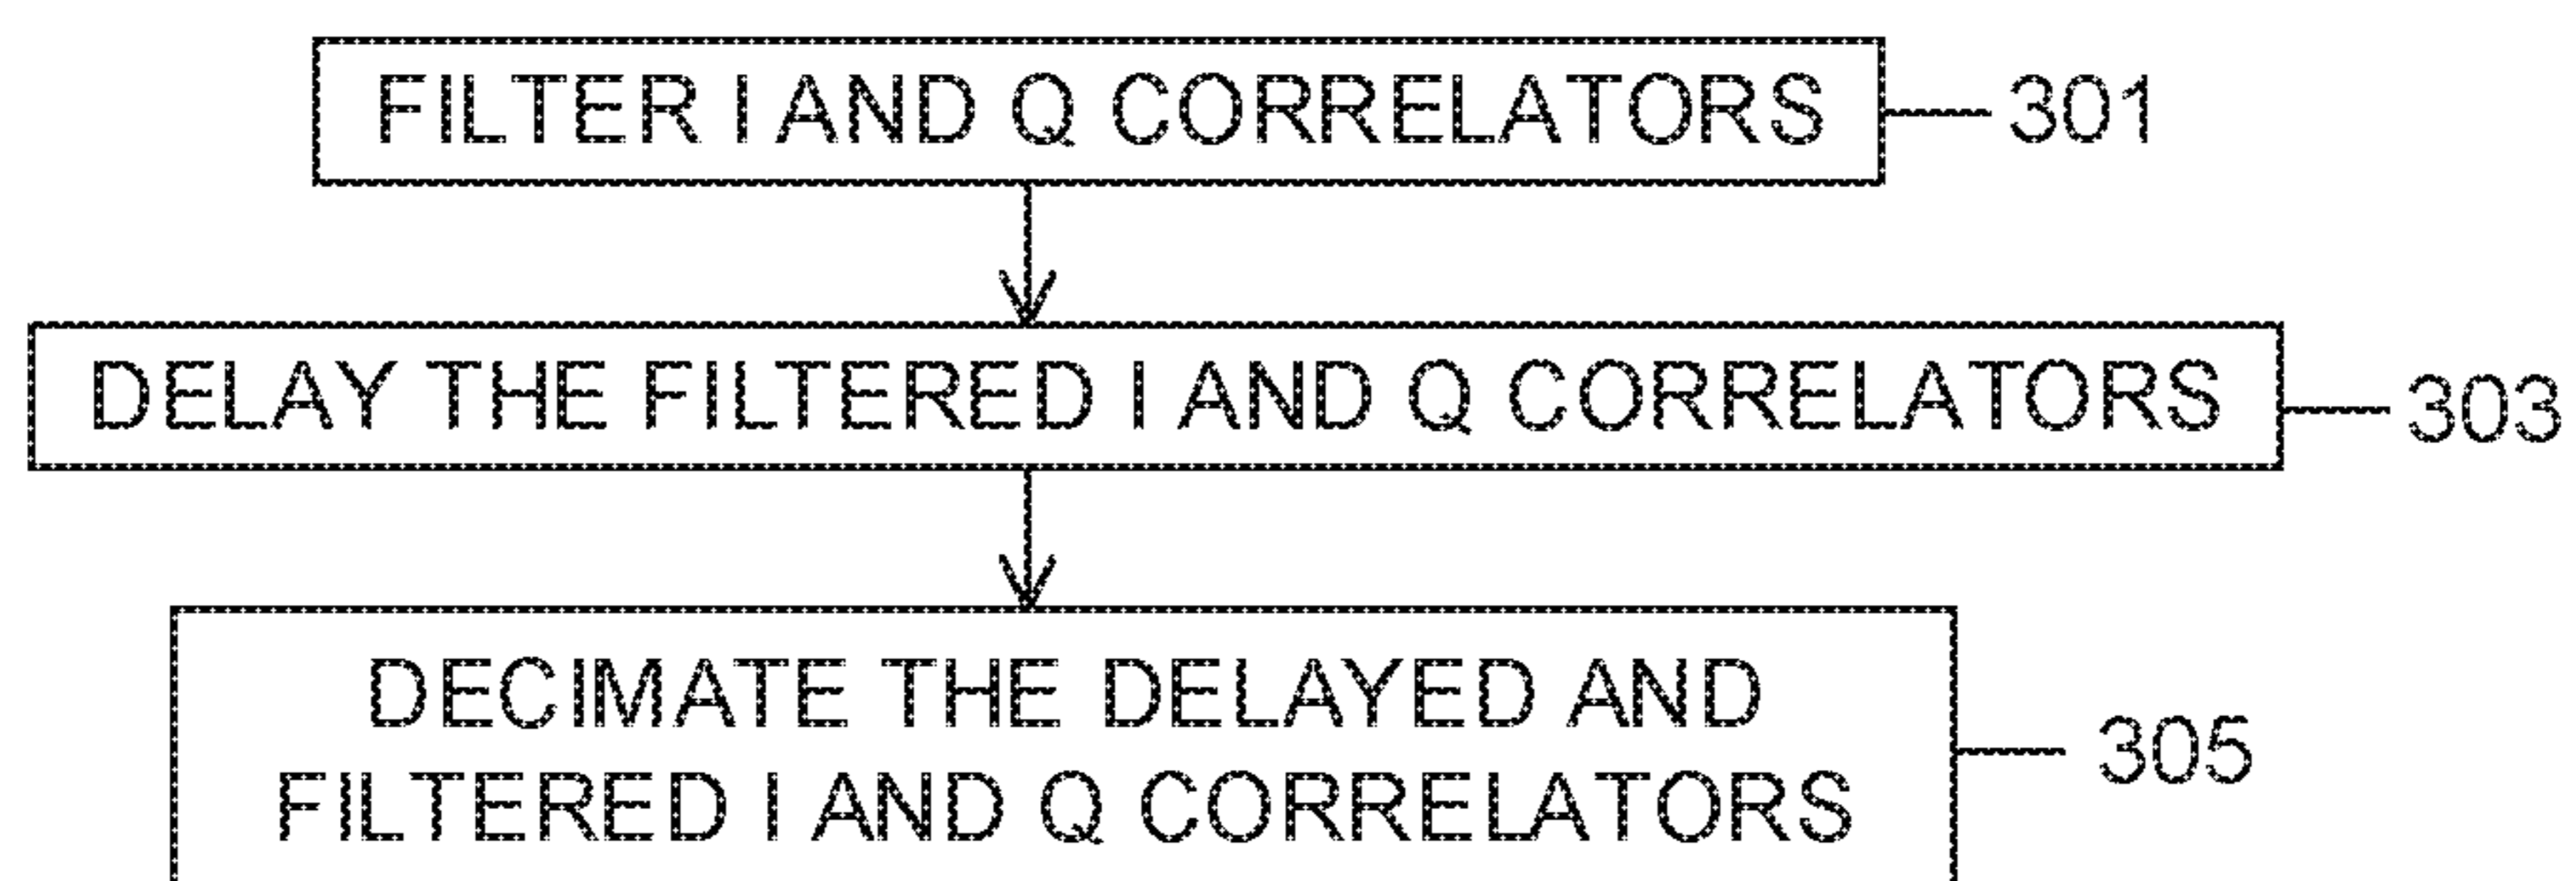 FILTER I AND Q CORRELATORS 301
DELAY THE FILTERED I AND Q CORRELATORS 303
DECIMATE THE DELAYED AND
FILTERED I AND Q CORRELATORS
305